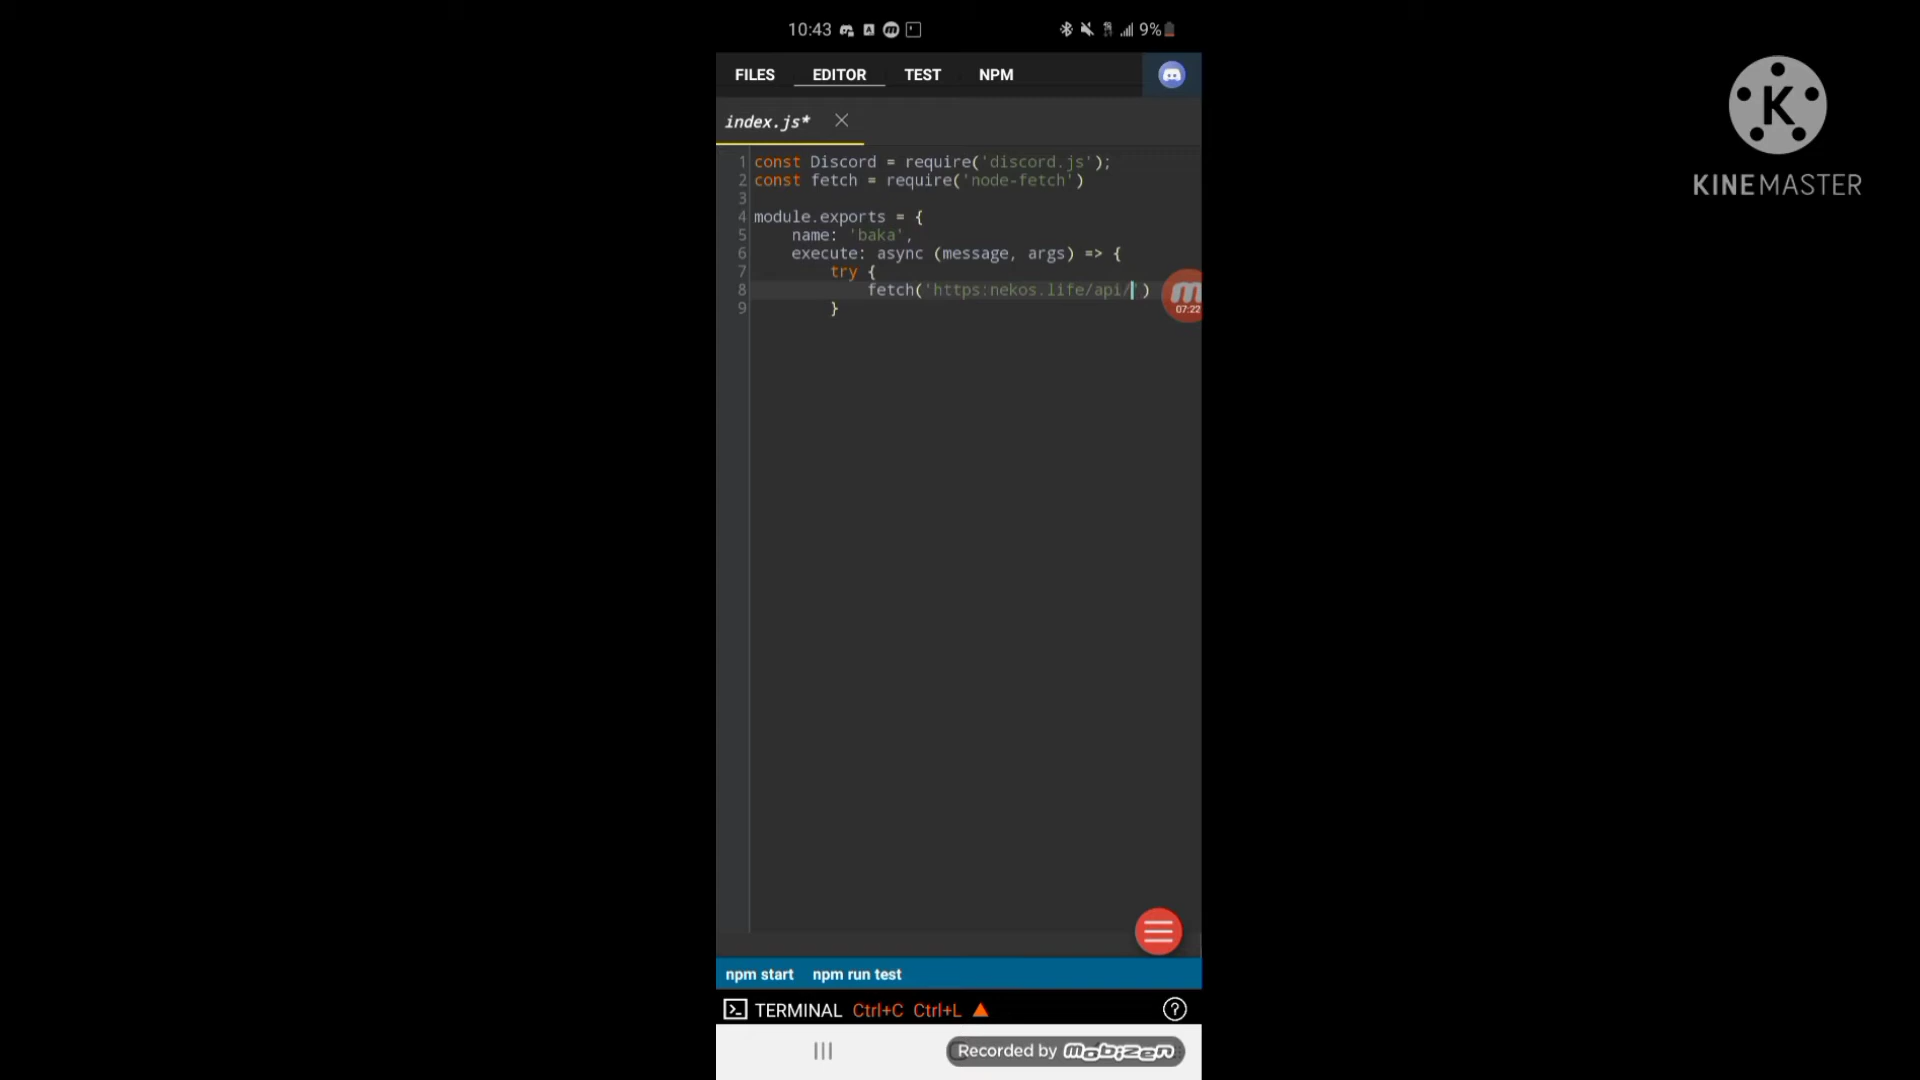 10:43 9%
FILES EDITOR TEST NPM
index.js*
K
KINEMASTER
1 const Discord = require('discord.js');
2 const fetch = require('node-fetch')
3
4 module.exports = {
5 name: 'baka',
6 execute: async (message, args) => {
7 try {
8 fetch('https:nekos.life/api/')
9 }
m
07:22
npm start npm run test
TERMINAL Ctrl+C Ctrl+L ?
Recorded by mobizen